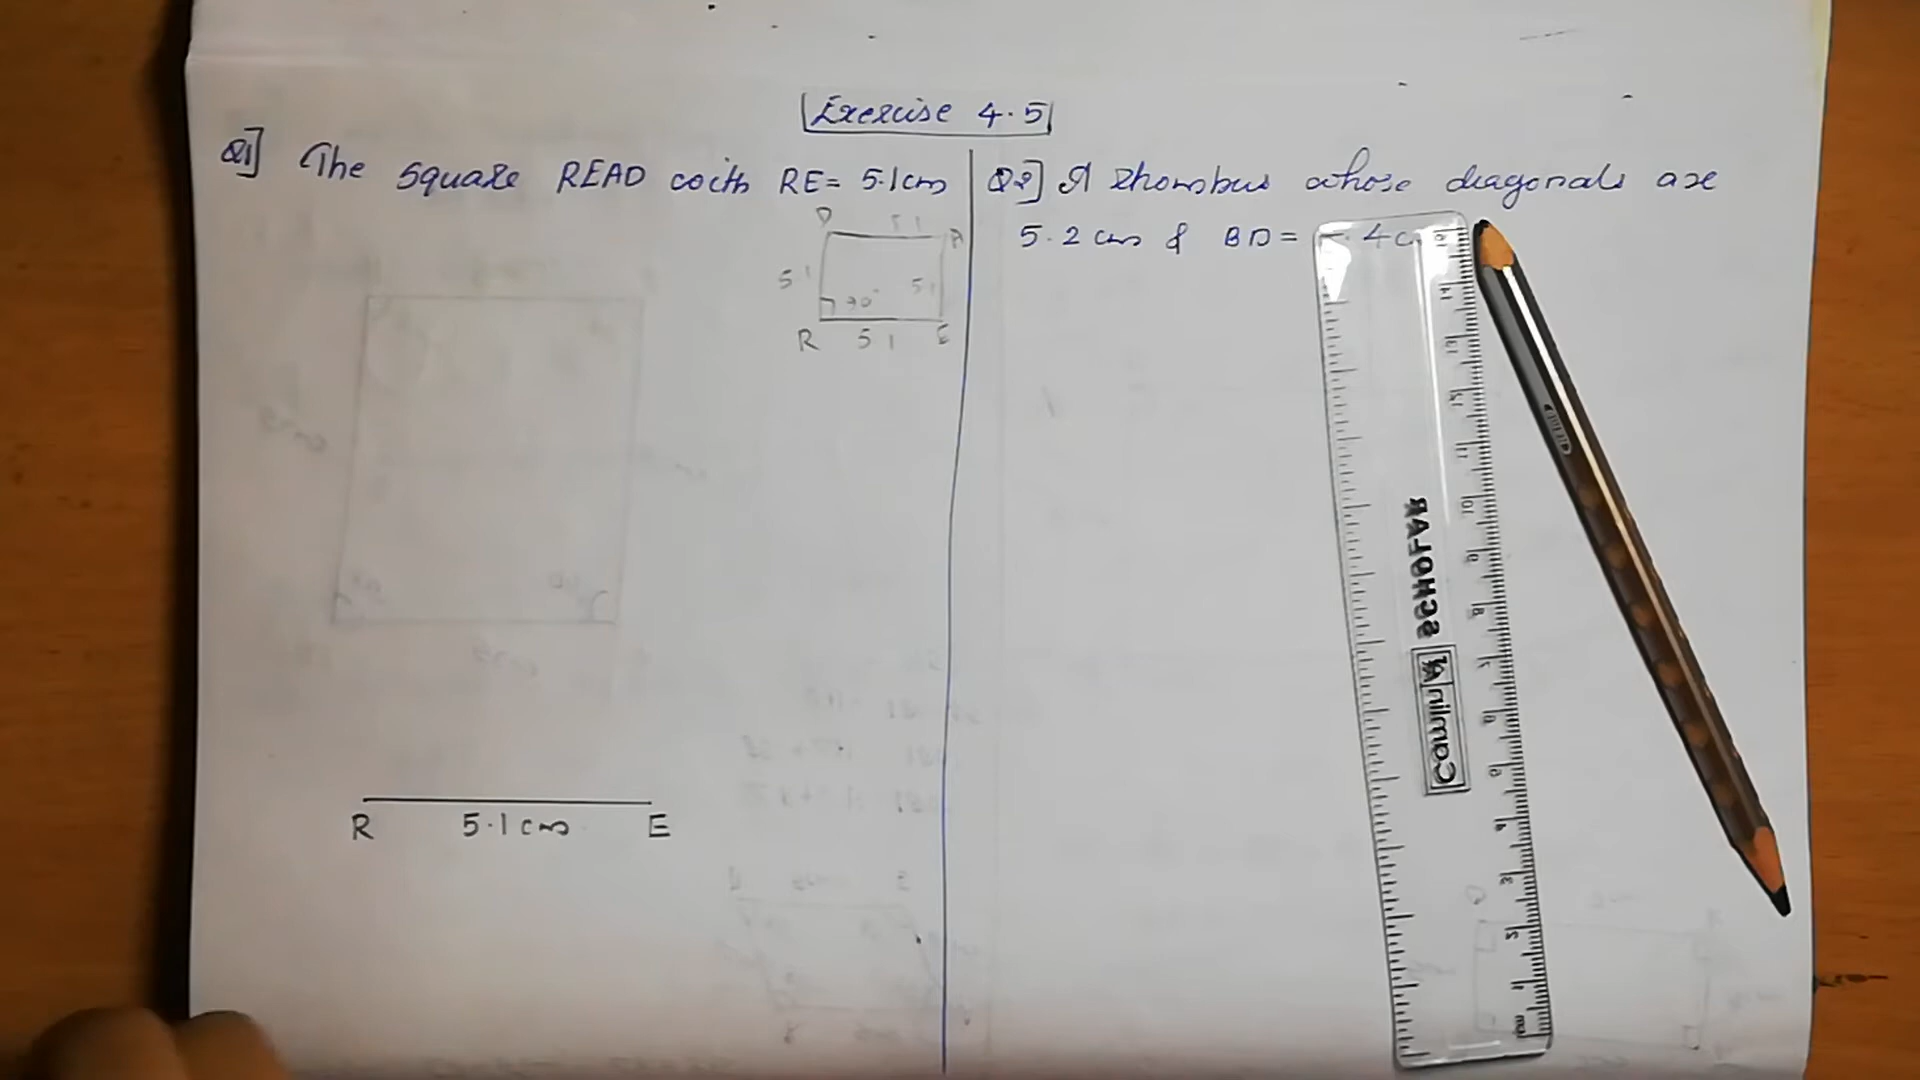 Exercise 4.5
Q1] The square READ with RE= 5.1cm
D 5.1 A
5.1 90° 5.1
R 5.1 E
R 5.1cm E
Q2] A rhombus whose diagonals are
5.2 cm & BD= 4c
SCHOLAR
Camlin